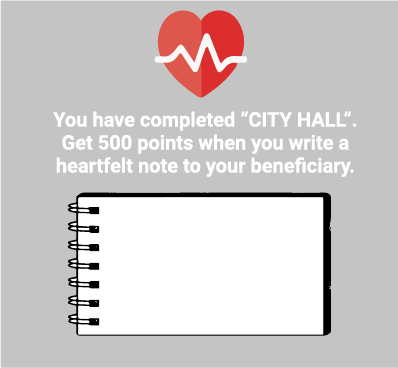 You have completed “CITY HALL”.
Get 500 points when you write a
heartfelt note to your beneficiary.